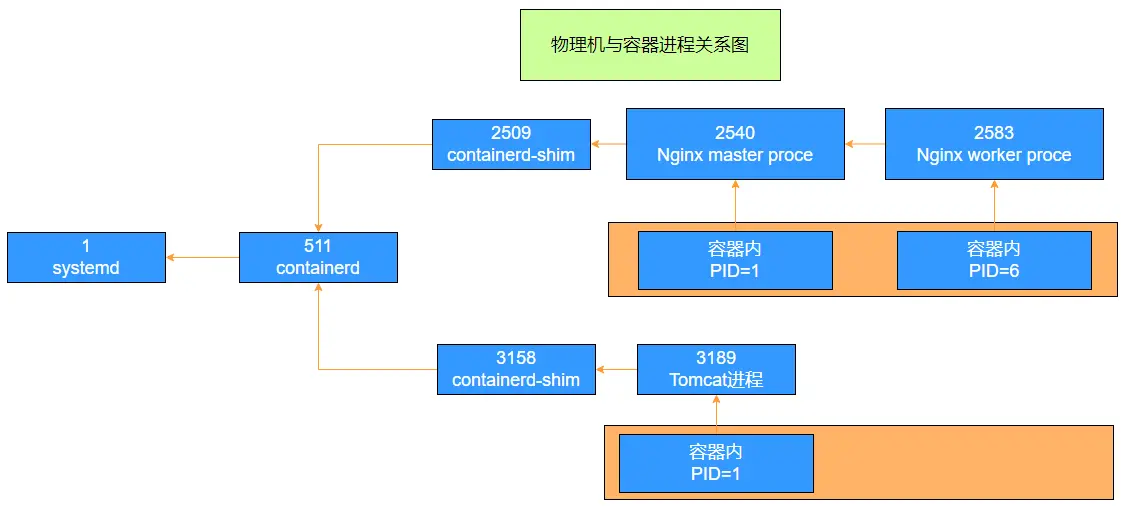 物理机与容器进程关系图
2509
containerd-shim
2540
Nginx master proce
2583
Nginx worker proce
1
systemd
511
containerd
容器内
PID=1
容器内
PID=6
3158
containerd-shim
3189
Tomcat进程
容器内
PID=1